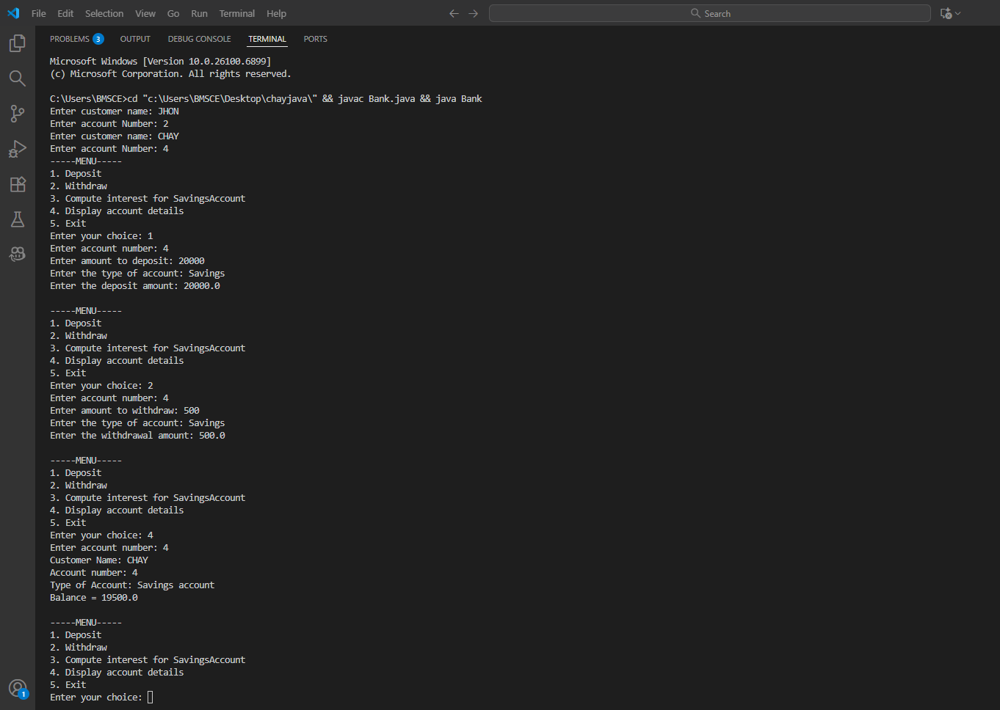 File Edit Selection View Go Run Terminal Help
Search
PROBLEMS 3 OUTPUT DEBUG CONSOLE TERMINAL PORTS
Microsoft Windows [Version 10.0.26100.6899]
(c) Microsoft Corporation. All rights reserved.
C:\Users\BMSCE>cd "c:\Users\BMSCE\Desktop\chayjava\" && javac Bank.java && java Bank
Enter customer name: JHON
Enter account Number: 2
Enter customer name: CHAY
Enter account Number: 4
-----MENU-----
1. Deposit
2. Withdraw
3. Compute interest for SavingsAccount
4. Display account details
5. Exit
Enter your choice: 1
Enter account number: 4
Enter amount to deposit: 20000
Enter the type of account: Savings
Enter the deposit amount: 20000.0
-----MENU-----
1. Deposit
2. Withdraw
3. Compute interest for SavingsAccount
4. Display account details
5. Exit
Enter your choice: 2
Enter account number: 4
Enter amount to withdraw: 500
Enter the type of account: Savings
Enter the withdrawal amount: 500.0
-----MENU-----
1. Deposit
2. Withdraw
3. Compute interest for SavingsAccount
4. Display account details
5. Exit
Enter your choice: 4
Enter account number: 4
Customer Name: CHAY
Account number: 4
Type of Account: Savings account
Balance = 19500.0
-----MENU-----
1. Deposit
2. Withdraw
3. Compute interest for SavingsAccount
4. Display account details
5. Exit
Enter your choice:
1